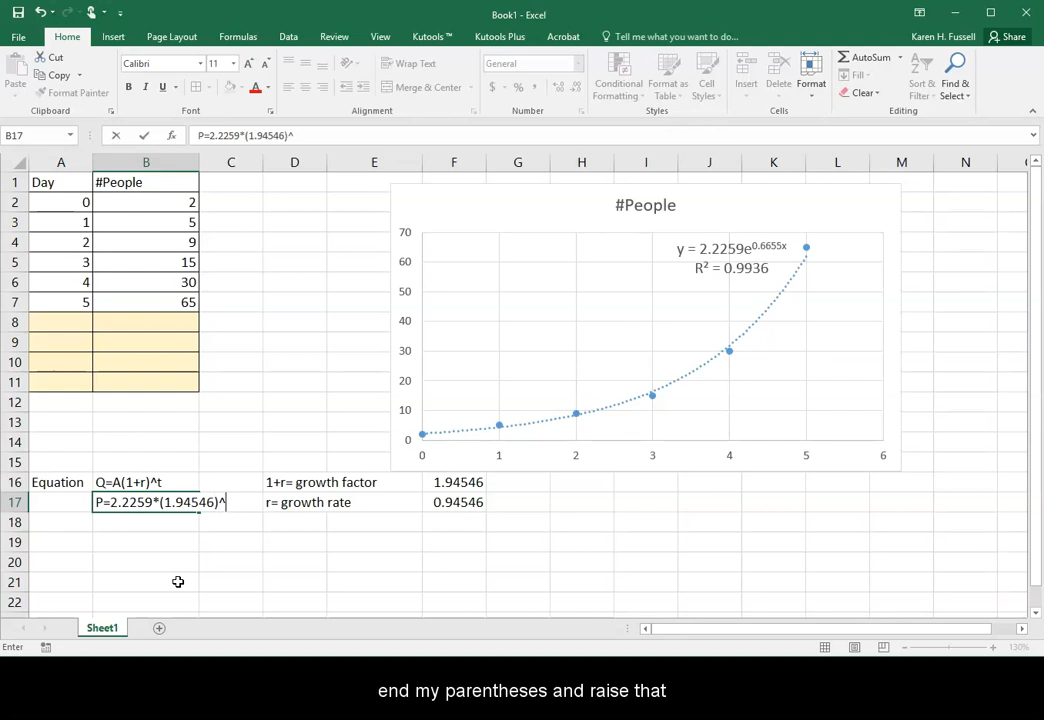 Book1 - Excel
File Home Insert Page Layout Formulas Data Review View Kutools ™ Kutools Plus Acrobat Tell me what you want to do... Karen H. Fussell Share
Paste Cut Copy Format Painter
Calibri 11 A A B I U A
Wrap Text Merge & Center
General $ % ,
Conditional Formatting Format as Table Cell Styles
Insert Delete Format
AutoSum Fill Clear
Sort & Filter Find & Select
Clipboard Font Alignment Number Styles Cells Editing
B17 fx P=2.2259*(1.94546)^
A B C D E F G H I J K L M N
1 Day #People
2 0 2
3 1 5
4 2 9
5 3 15
6 4 30
7 5 65
8
9
10
11
12
13
14
15
16 Equation Q=A(1+r)^t 1+r= growth factor 1.94546
17 P=2.2259*(1.94546)^ r= growth rate 0.94546
18
19
20
21
22
#People
y = 2.2259e^0.6655x
R² = 0.9936
70
60
50
40
30
20
10
0
0 1 2 3 4 5 6
Sheet1
Enter 130%
end my parentheses and raise that